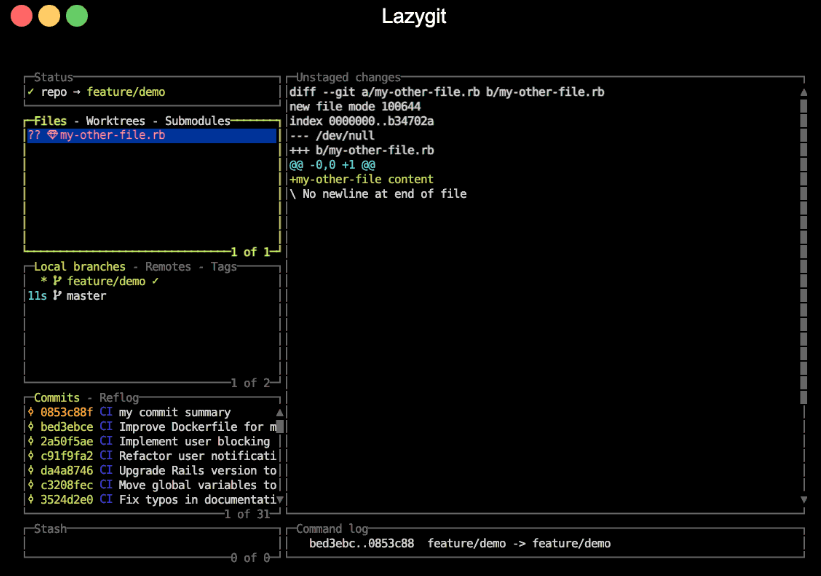 Lazygit
Status
✓ repo → feature/demo
Files - Worktrees - Submodules
?? my-other-file.rb
1 of 1
Local branches - Remotes - Tags
* feature/demo ✓
11s master
1 of 2
Commits - Reflog
0853c88f CI my commit summary
bed3ebce CI Improve Dockerfile for m
2a50f5ae CI Implement user blocking
c91f9fa2 CI Refactor user notificati
da4a8746 CI Upgrade Rails version to
c3208fec CI Move global variables to
3524d2e0 CI Fix typos in documentati
1 of 31
Stash
0 of 0
Unstaged changes
diff --git a/my-other-file.rb b/my-other-file.rb
new file mode 100644
index 0000000..b34702a
--- /dev/null
+++ b/my-other-file.rb
@@ -0,0 +1 @@
+my-other-file content
\ No newline at end of file
Command log
bed3ebc..0853c88  feature/demo -> feature/demo